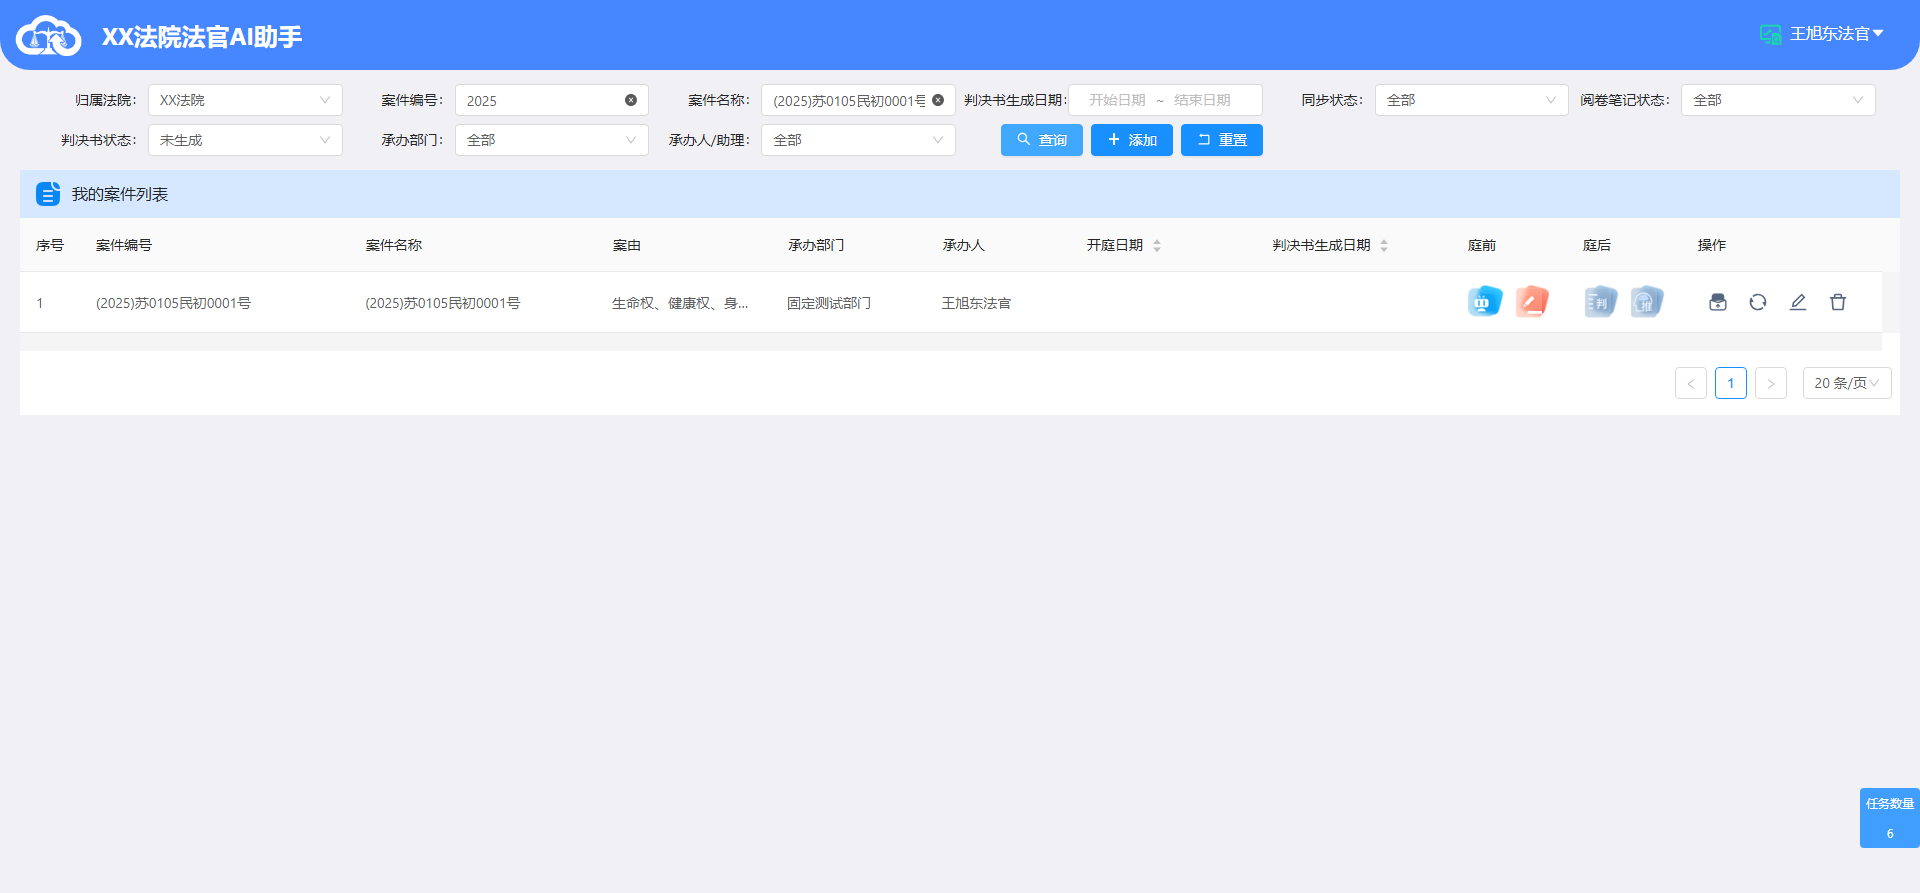 XX法院法官AI助手
王旭东法官
归属法院: XX法院 案件编号: 2025 案件名称: (2025)苏0105民初0001号 判决书生成日期: 开始日期 ~ 结束日期 同步状态: 全部 阅卷笔记状态: 全部
判决书状态: 未生成 承办部门: 全部 承办人/助理: 全部 查询 添加 重置
我的案件列表
序号 案件编号 案件名称 案由 承办部门 承办人 开庭日期 判决书生成日期 庭前 庭后 操作
1 (2025)苏0105民初0001号 (2025)苏0105民初0001号 生命权、健康权、身... 固定测试部门 王旭东法官 判 推
< 1 > 20 条/页
任务数量
6